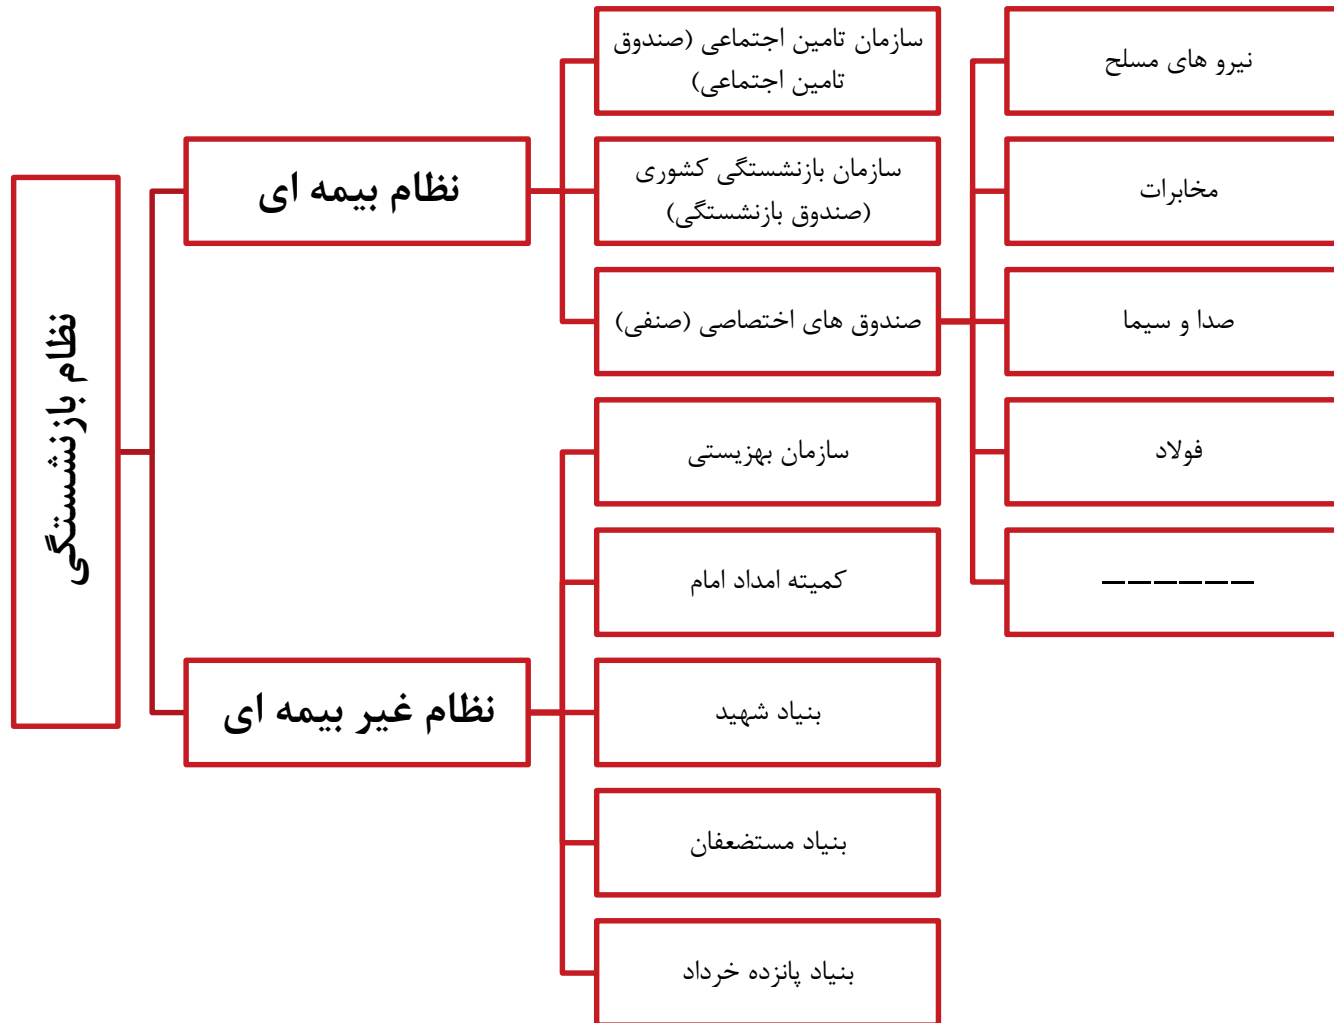 نظام بازنشستگی
نظام بیمه ای
سازمان تامین اجتماعی (صندوق
تامین اجتماعی)
سازمان بازنشستگی کشوری
(صندوق بازنشستگی)
صندوق های اختصاصی (صنفی)
نیرو های مسلح
مخابرات
صدا و سیما
فولاد
——————
نظام غیر بیمه ای
سازمان بهزیستی
کمیته امداد امام
بنیاد شهید
بنیاد مستضعفان
بنیاد پانزده خرداد